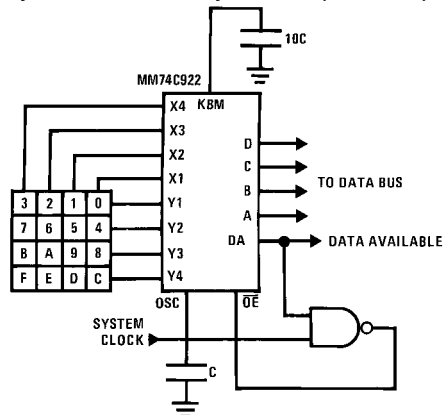 10C
MM74C922
X4 KBM
X3
X2
X1
Y1
Y2
Y3
Y4
D
C
B
A
DA
TO DATA BUS
DATA AVAILABLE
3 2 1 0
7 6 5 4
B A 9 8
F E D C
OSC OE
SYSTEM
CLOCK
C